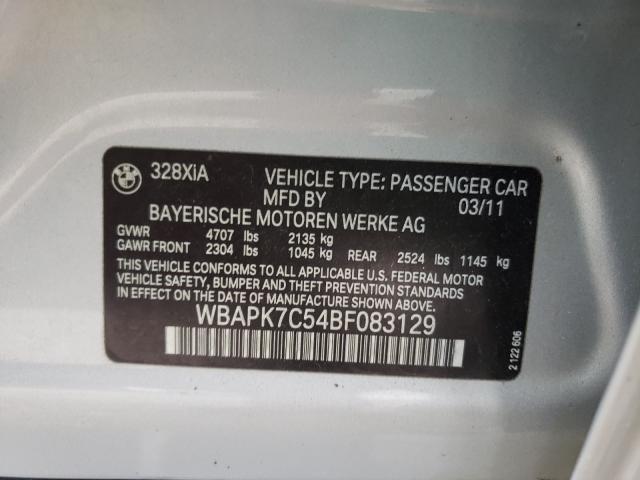 328XiA VEHICLE TYPE: PASSENGER CAR
MFD BY 03/11
BAYERISCHE MOTOREN WERKE AG
GVWR 4707 lbs 2135 kg
GAWR FRONT 2304 lbs 1045 kg REAR 2524 lbs 1145 kg
THIS VEHICLE CONFORMS TO ALL APPLICABLE U.S. FEDERAL MOTOR
VEHICLE SAFETY, BUMPER AND THEFT PREVENTION STANDARDS
IN EFFECT ON THE DATE OF MANUFACTURE SHOWN ABOVE.
WBAPK7C54BF083129
2 122 606